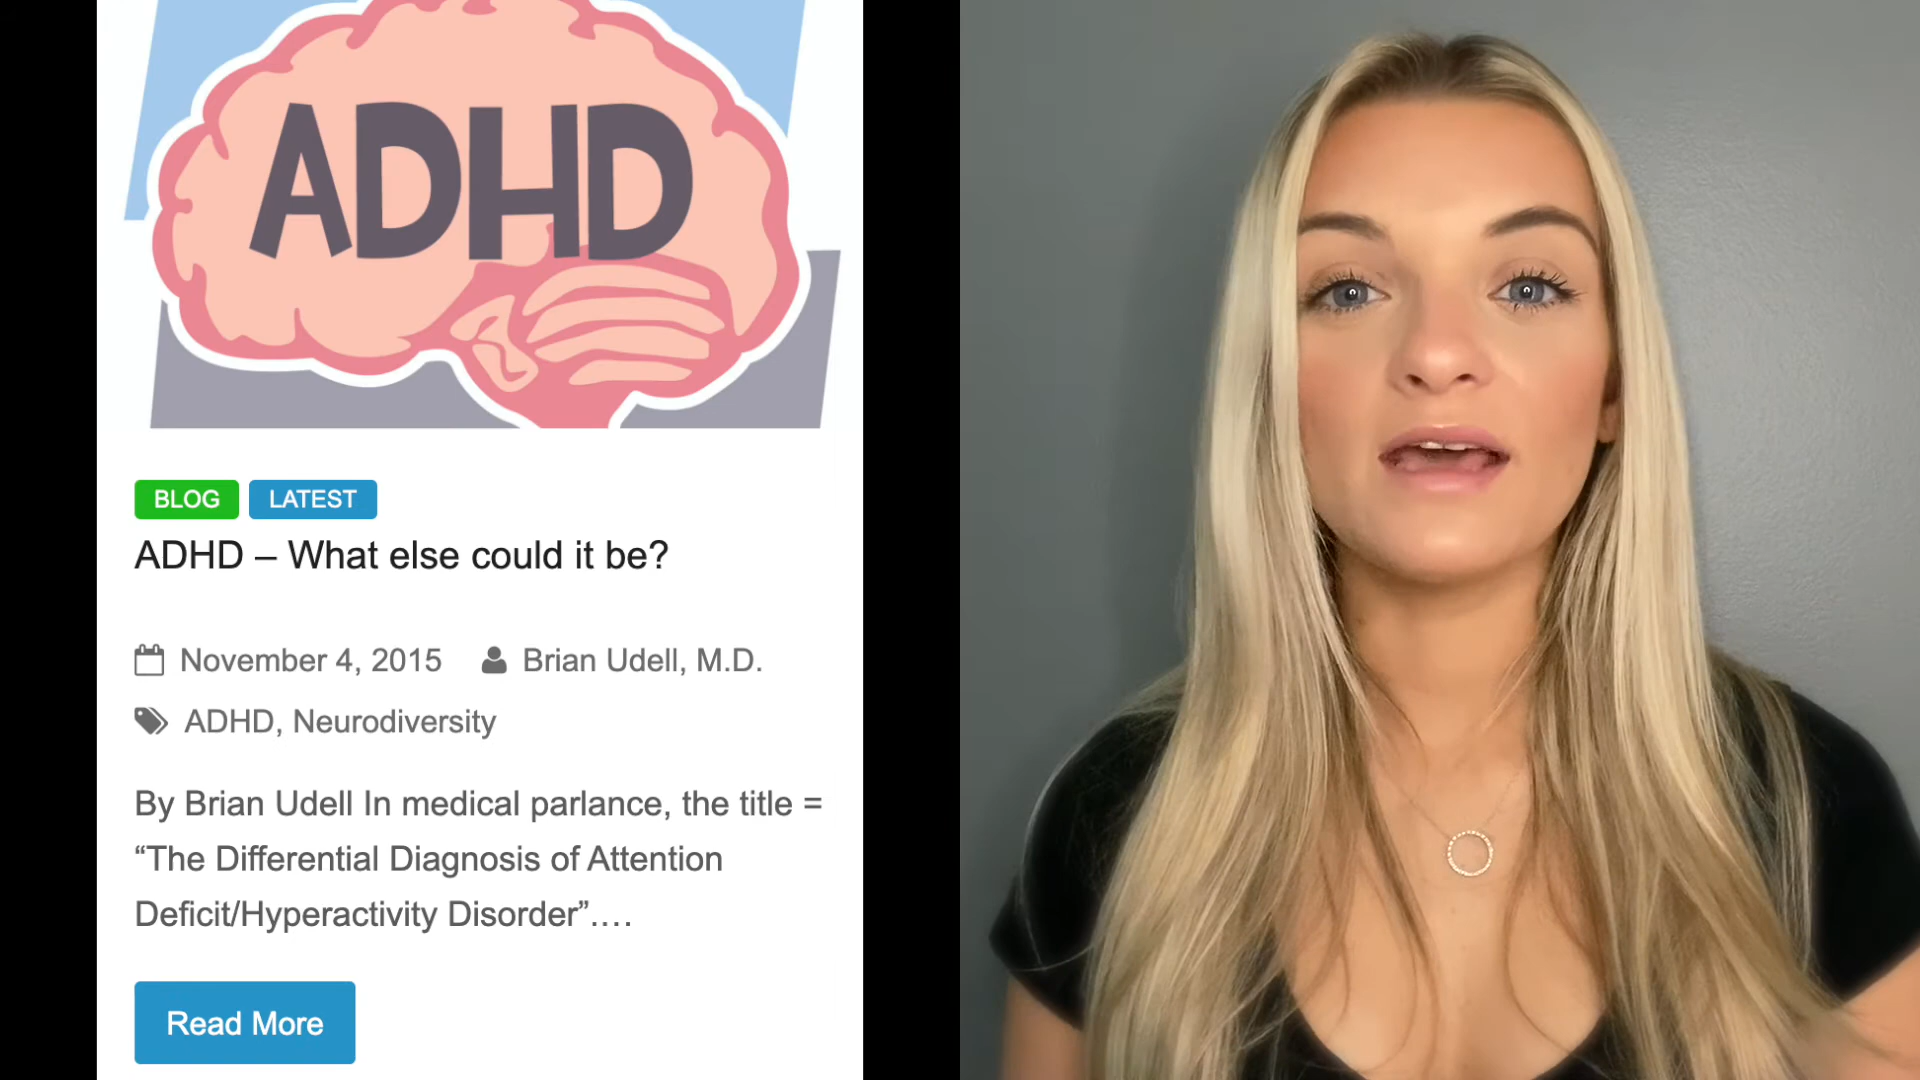 ADHD
BLOG LATEST
ADHD – What else could it be?
November 4, 2015 Brian Udell, M.D.
ADHD, Neurodiversity
By Brian Udell In medical parlance, the title =
“The Differential Diagnosis of Attention
Deficit/Hyperactivity Disorder”….
Read More